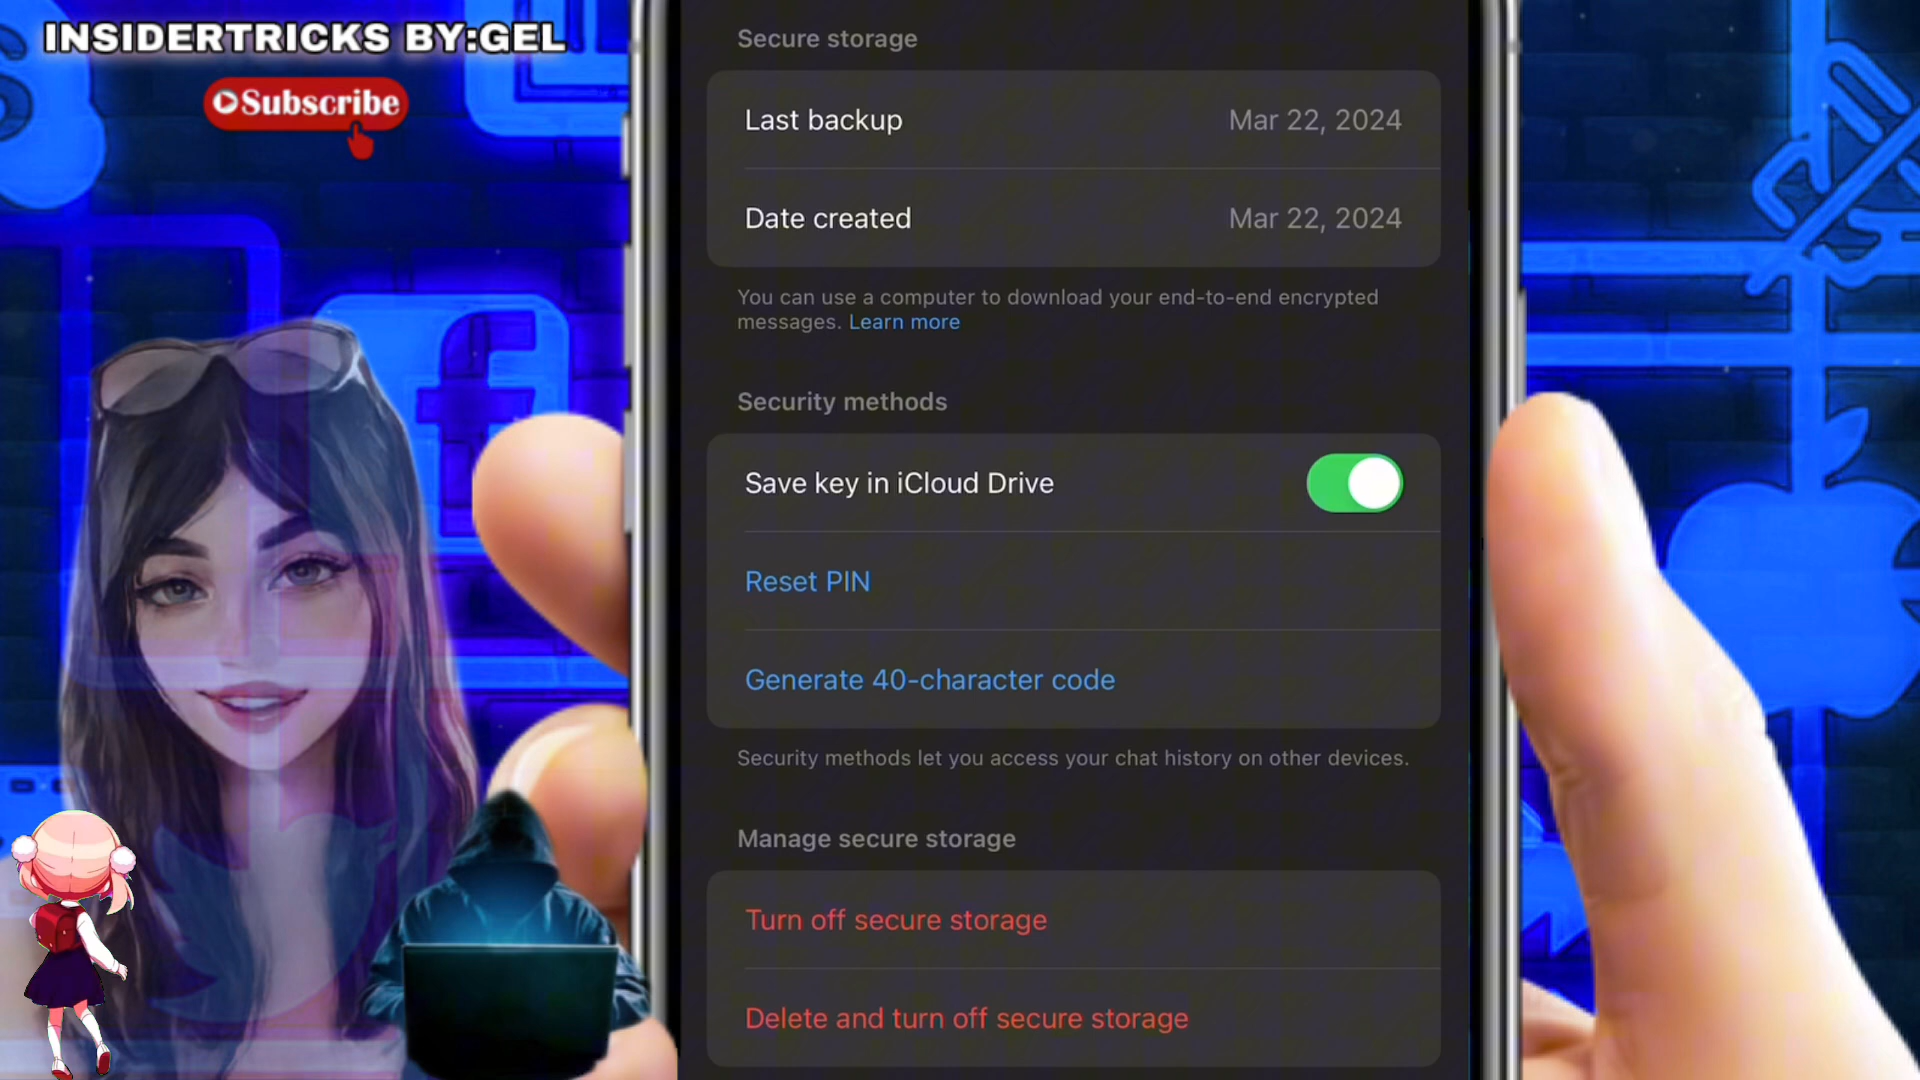 INSIDERTRICKS BY:GEL
Subscribe
Secure storage
Last backup Mar 22, 2024
Date created Mar 22, 2024
You can use a computer to download your end-to-end encrypted
messages. Learn more
Security methods
Save key in iCloud Drive
Reset PIN
Generate 40-character code
Security methods let you access your chat history on other devices.
Manage secure storage
Turn off secure storage
Delete and turn off secure storage